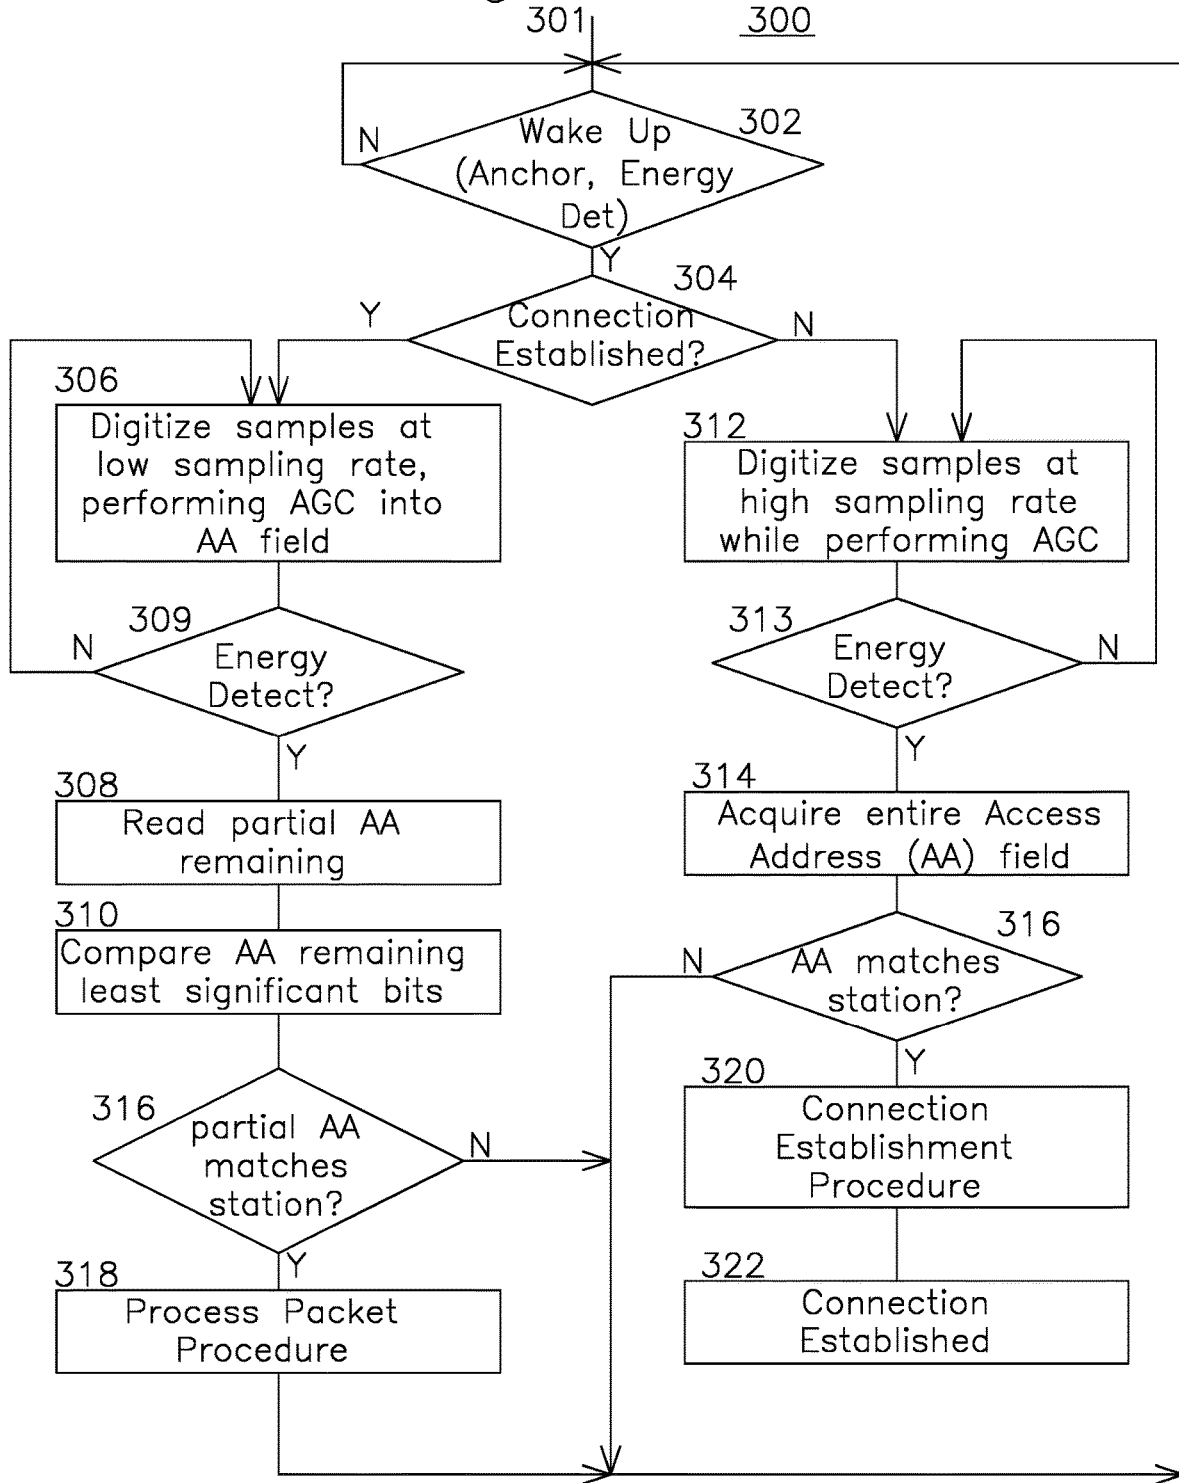 301
300
302
N
Wake Up
(Anchor, Energy
Det)
Y
304
Y
Connection
Established?
N
306
Digitize samples at
low sampling rate,
performing AGC into
AA field
312
Digitize samples at
high sampling rate
while performing AGC
309
N
Energy
Detect?
Y
313
Energy
Detect?
N
Y
308
Read partial AA
remaining
314
Acquire entire Access
Address (AA) field
310
Compare AA remaining
least significant bits
316
N
AA matches
station?
Y
316
partial AA
matches
station?
N
Y
320
Connection
Establishment
Procedure
318
Process Packet
Procedure
322
Connection
Established